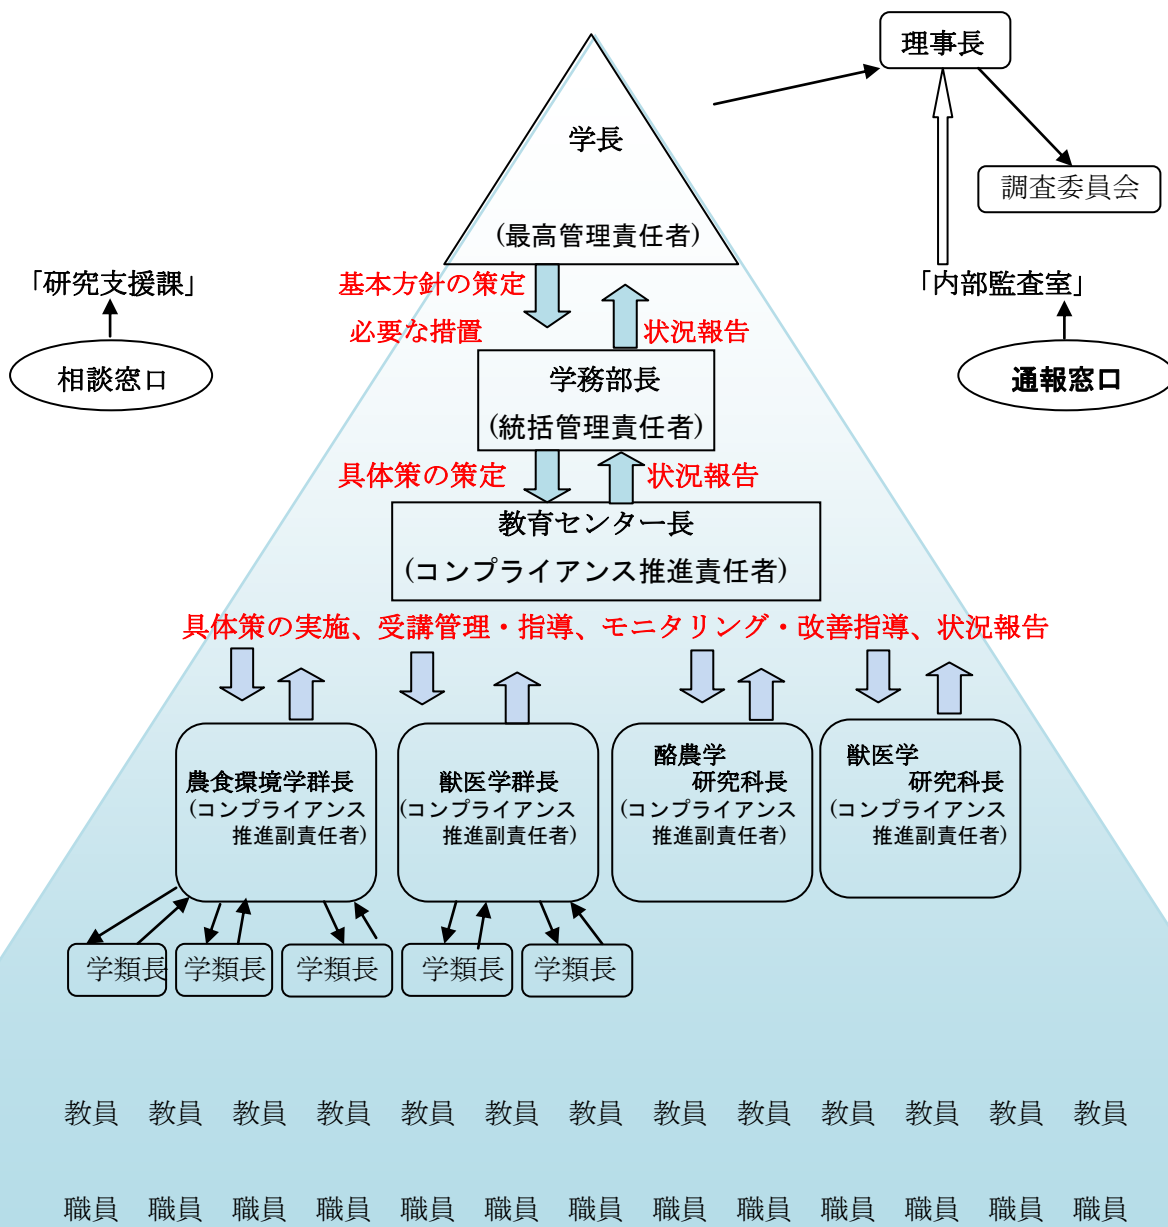 理事長
学長
調査委員会
(最高管理責任者)
「研究支援課」
基本方針の策定
「内部監査室」
必要な措置
状況報告
相談窓口
学務部長
通報窓口
(統括管理責任者)
具体策の策定
状況報告
教育センター長
(コンプライアンス推進責任者)
具体策の実施、受講管理・指導、モニタリング・改善指導、状況報告
農食環境学群長
(コンプライアンス
推進副責任者)
獣医学群長
(コンプライアンス
推進副責任者)
酪農学
研究科長
(コンプライアンス
推進副責任者)
獣医学
研究科長
(コンプライアンス
推進副責任者)
学類長 学類長 学類長 学類長 学類長
教員 教員 教員 教員 教員 教員 教員 教員 教員 教員 教員 教員 教員
職員 職員 職員 職員 職員 職員 職員 職員 職員 職員 職員 職員 職員